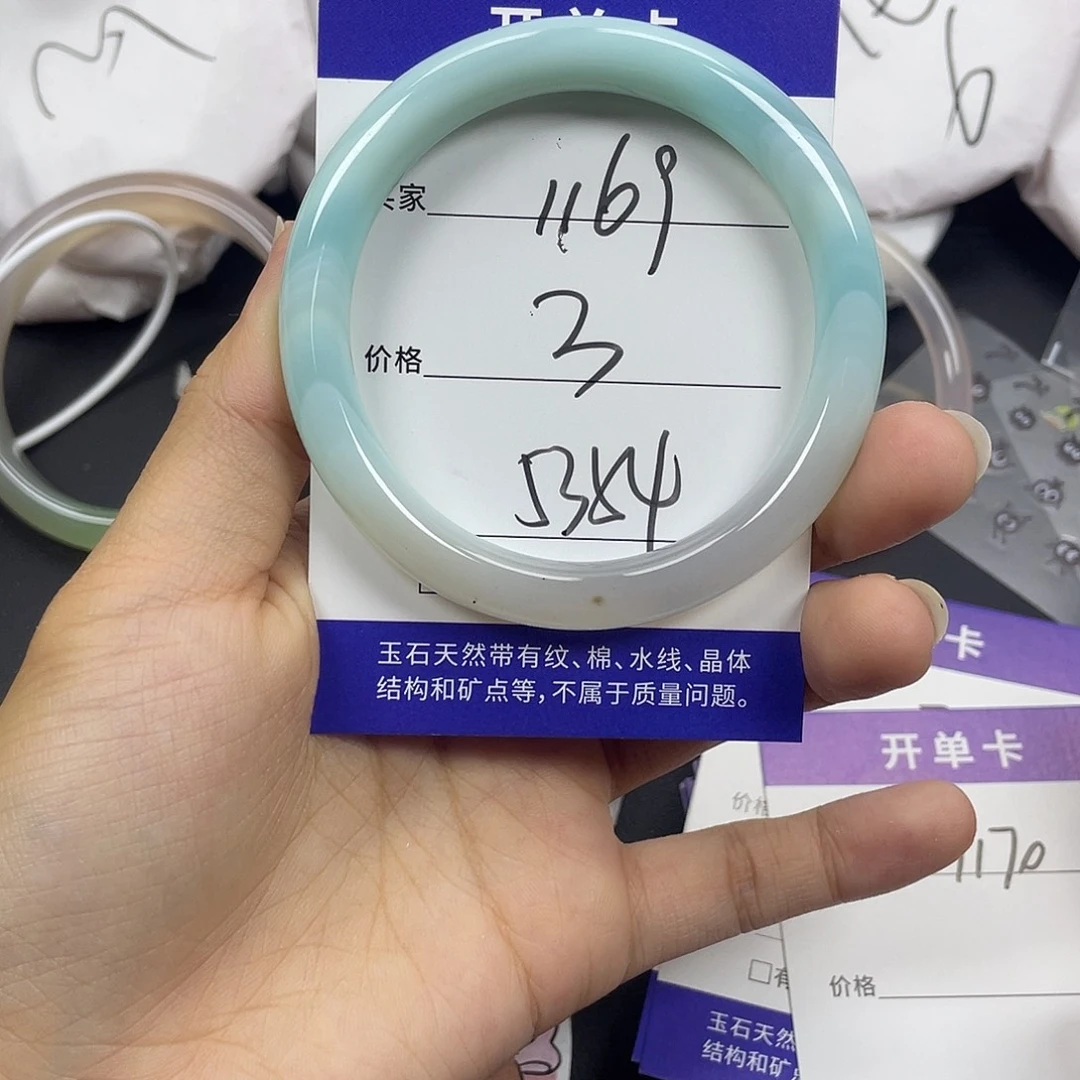 开单卡
家 1169
价格 3
5384
玉石天然带有纹、棉、水线、晶体
结构和矿点等，不属于质量问题。
卡
开单卡
价格
1170
价格
玉石天然
结构和矿